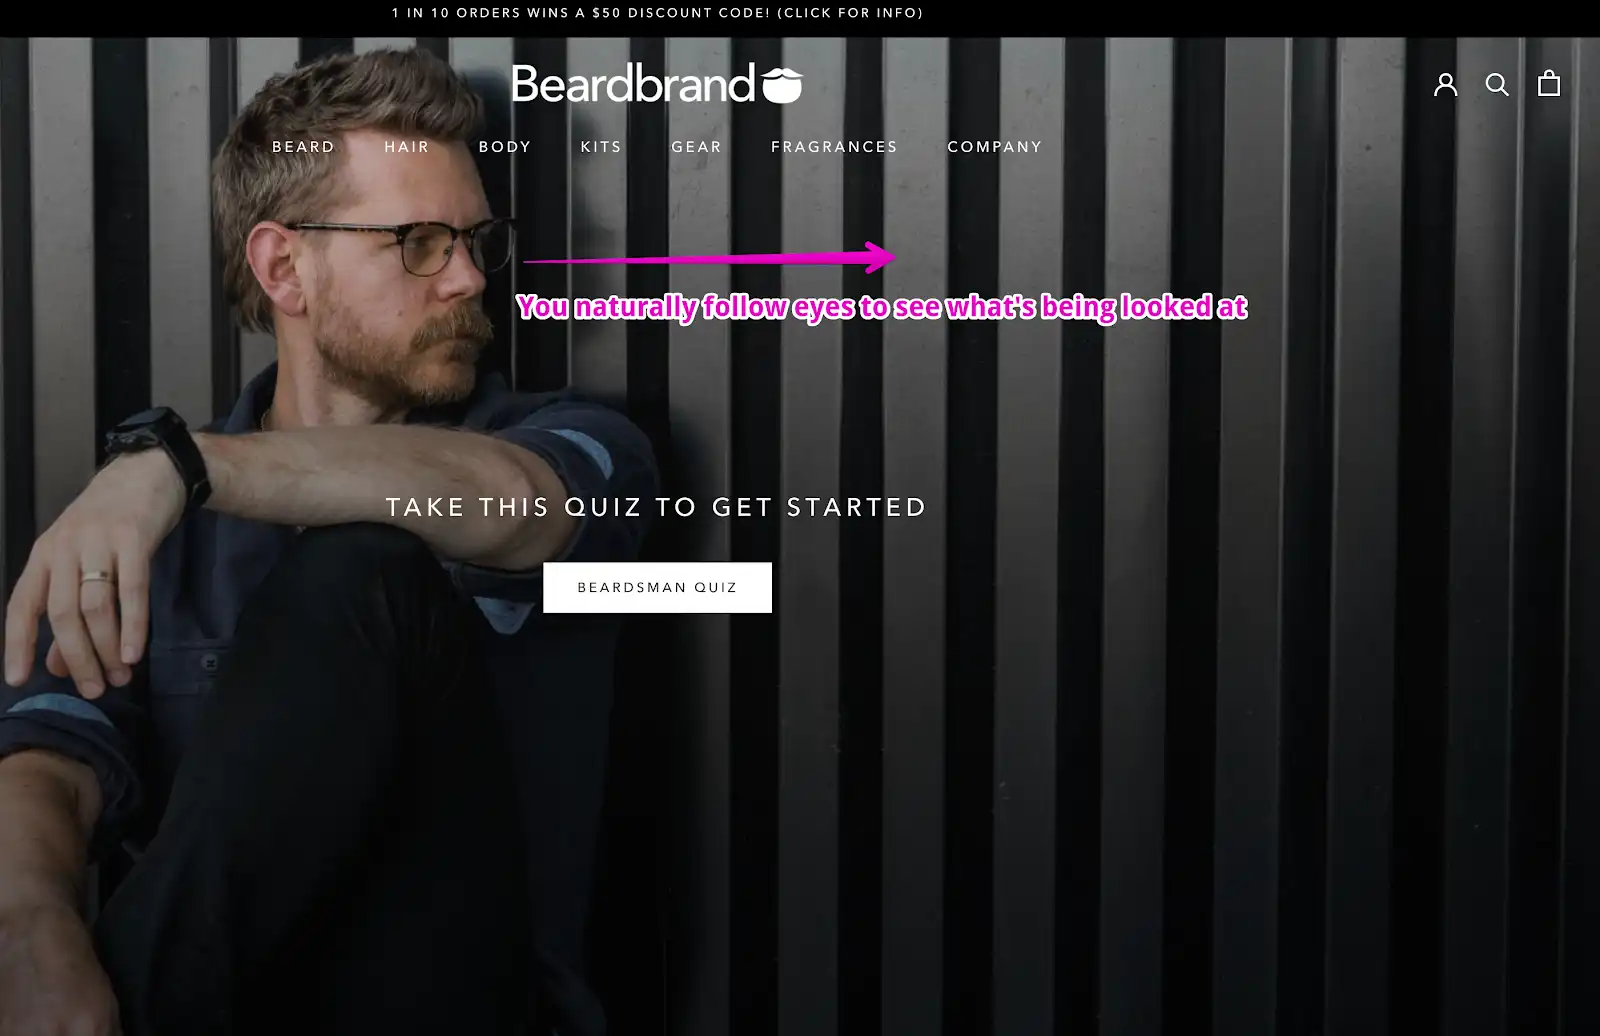 1 IN 10 ORDERS WINS A $50 DISCOUNT CODE! (CLICK FOR INFO)
Beardbrand
BEARD HAIR BODY KITS GEAR FRAGRANCES COMPANY
You naturally follow eyes to see what's being looked at
TAKE THIS QUIZ TO GET STARTED
BEARDSMAN QUIZ